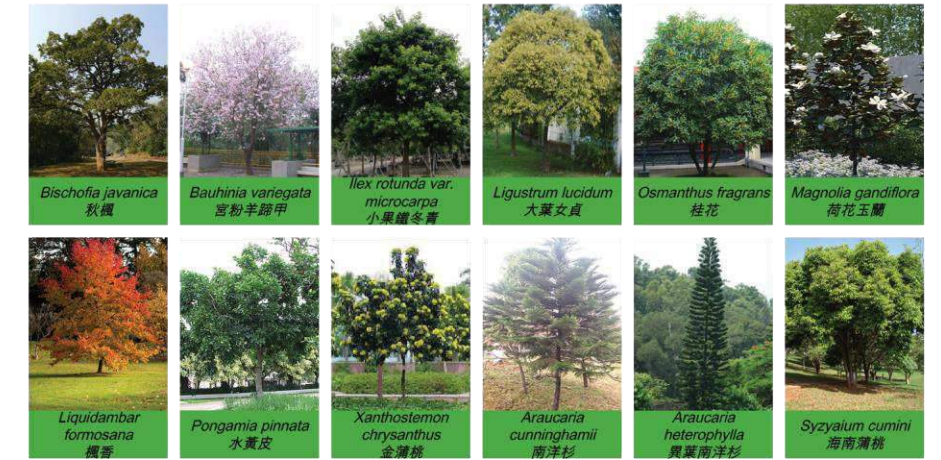 Bischofia javanica
秋楓
Bauhinia variegata
宮粉羊蹄甲
Ilex rotunda var.
microcarpa
小果鐵冬青
Ligustrum lucidum
大葉女貞
Osmanthus fragrans
桂花
Magnolia gandiflora
荷花玉蘭
Liquidambar
formosana
楓香
Pongamia pinnata
水黃皮
Xanthostemon
chrysanthus
金蒲桃
Araucaria
cunninghamii
南洋杉
Araucaria
heterophylla
異葉南洋杉
Syzyaium cumini
海南蒲桃